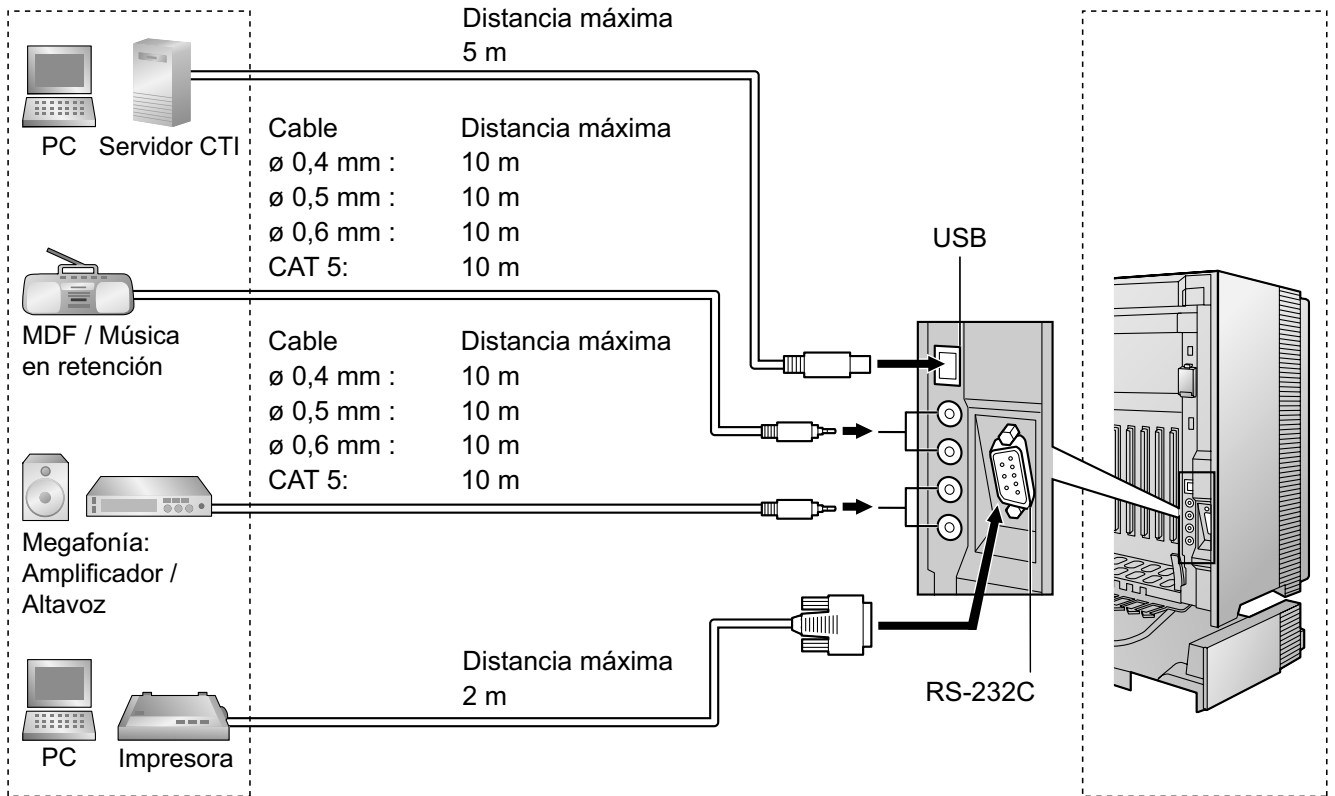 Distancia máxima
5 m
PC Servidor CTI
Cable Distancia máxima
ø 0,4 mm : 10 m
ø 0,5 mm : 10 m
ø 0,6 mm : 10 m
CAT 5: 10 m
USB
MDF / Música
en retención
Cable Distancia máxima
ø 0,4 mm : 10 m
ø 0,5 mm : 10 m
ø 0,6 mm : 10 m
CAT 5: 10 m
Megafonía:
Amplificador /
Altavoz
Distancia máxima
2 m
RS-232C
PC Impresora